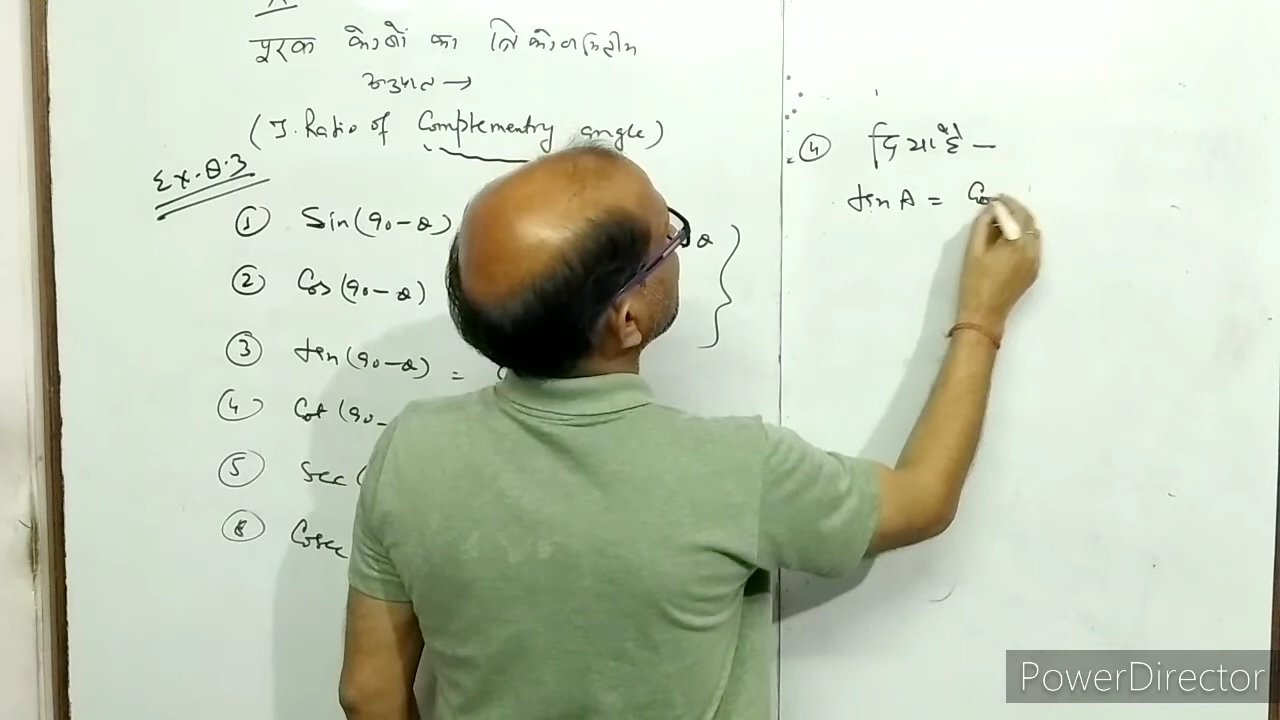 पूरक कोणों का त्रिकोणमितीय
अनुपात →
(T. Ratio of Complementry angle)
Ex. 8.3
① Sin(90-θ) θ
② Cos(90-θ)
③ tan(90-θ) =
④ Cot(90-
⑤ Sec(
Cosec
④ दिया है —
tan A = Co
PowerDirector